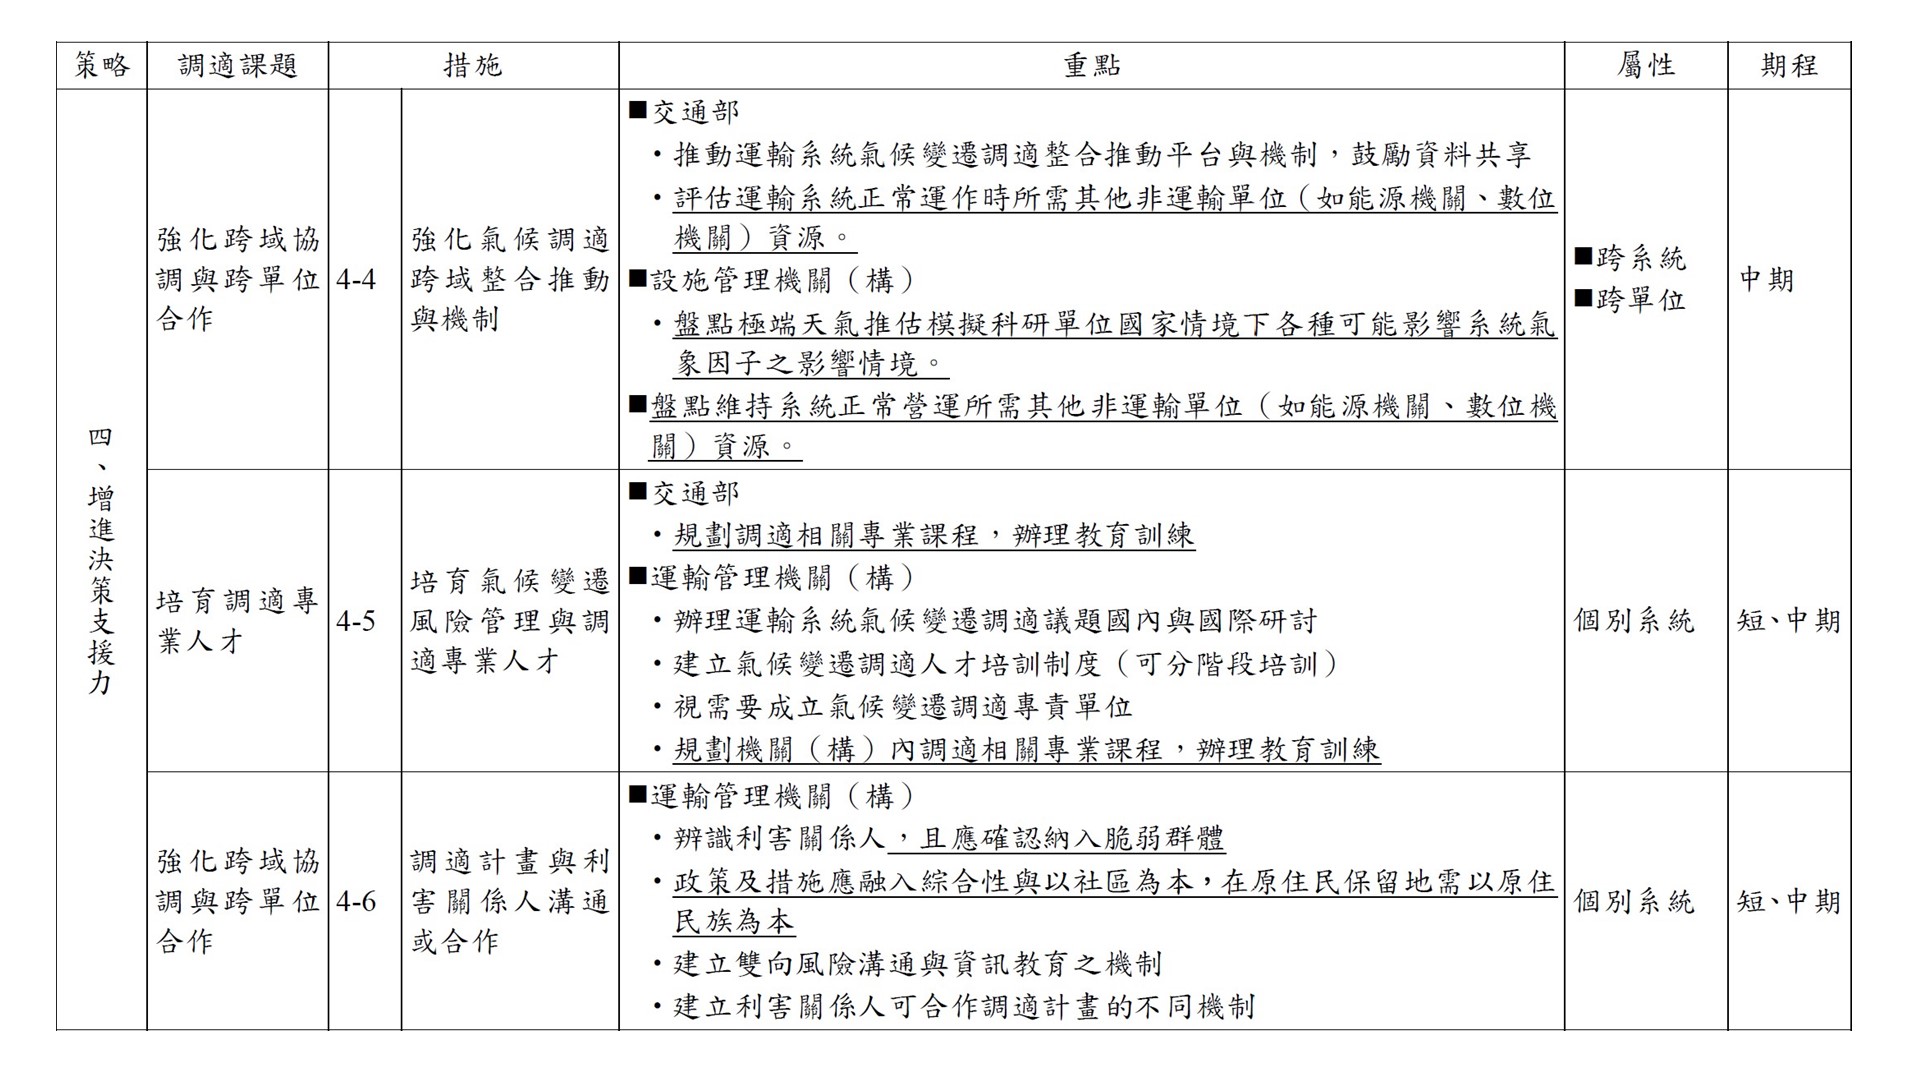 策略
調適課題
措施
重點
屬性
期程
四、增進決策支援力
強化跨域協
調與跨單位
合作
4-4
強化氣候調適
跨域整合推動
與機制
■交通部
・推動運輸系統氣候變遷調適整合推動平台與機制，鼓勵資料共享
・評估運輸系統正常運作時所需其他非運輸單位（如能源機關、數位
機關）資源。
■設施管理機關（構）
・盤點極端天氣推估模擬科研單位國家情境下各種可能影響系統氣
象因子之影響情境。
■盤點維持系統正常營運所需其他非運輸單位（如能源機關、數位機
關）資源。
■跨系統
■跨單位
中期
培育調適專
業人才
4-5
培育氣候變遷
風險管理與調
適專業人才
■交通部
・規劃調適相關專業課程，辦理教育訓練
■運輸管理機關（構）
・辦理運輸系統氣候變遷調適議題國內與國際研討
・建立氣候變遷調適人才培訓制度（可分階段培訓）
・視需要成立氣候變遷調適專責單位
・規劃機關（構）內調適相關專業課程，辦理教育訓練
個別系統
短、中期
強化跨域協
調與跨單位
合作
4-6
調適計畫與利
害關係人溝通
或合作
■運輸管理機關（構）
・辨識利害關係人，且應確認納入脆弱群體
・政策及措施應融入綜合性與以社區為本，在原住民保留地需以原住
民族為本
・建立雙向風險溝通與資訊教育之機制
・建立利害關係人可合作調適計畫的不同機制
個別系統
短、中期